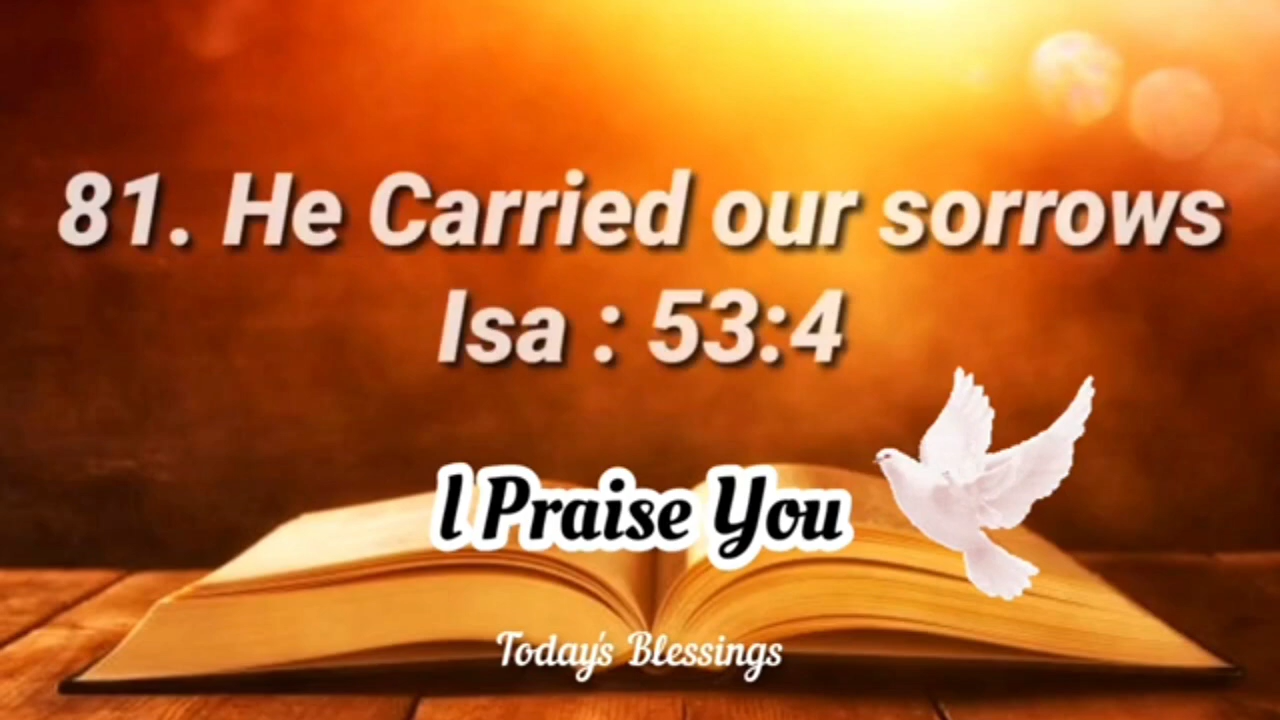 81. He Carried our sorrows
Isa : 53:4
I Praise You
Today's Blessings